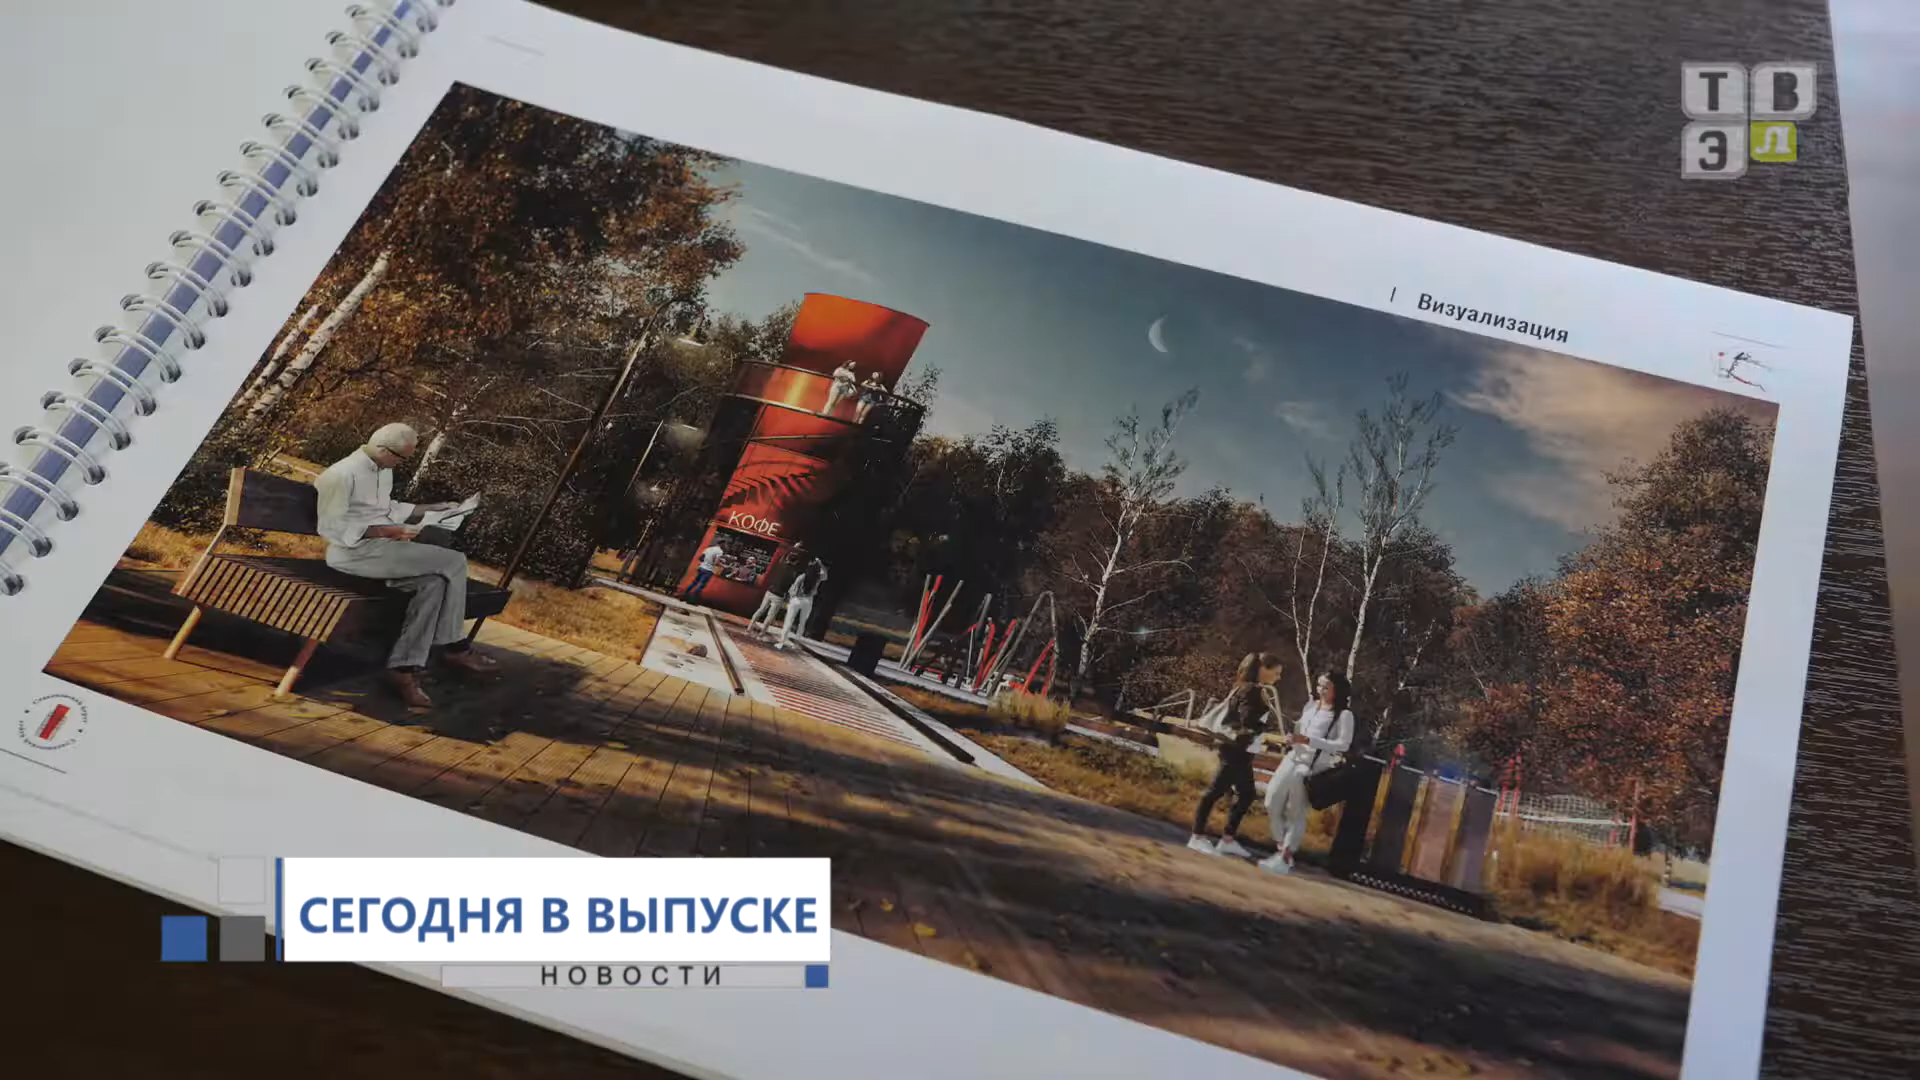 ТВ
ЭЛ
Визуализация
КОФЕ
СЕГОДНЯ В ВЫПУСКЕ
НОВОСТИ